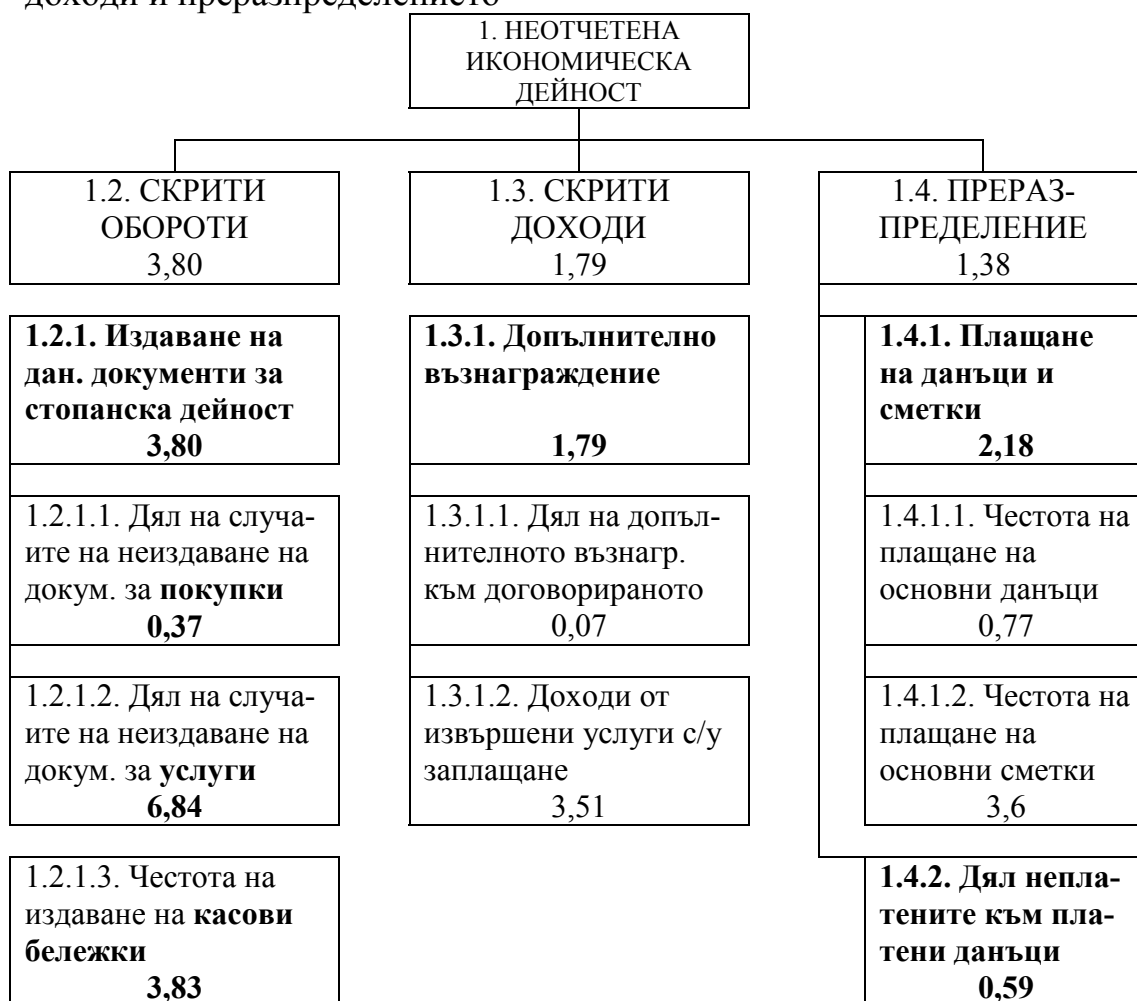 доходи и преразпределението
1. НЕОТЧЕТЕНА
ИКОНОМИЧЕСКА
ДЕЙНОСТ
1.2. СКРИТИ
ОБОРОТИ
3,80
1.3. СКРИТИ
ДОХОДИ
1,79
1.4. ПРЕРАЗ-
ПРЕДЕЛЕНИЕ
1,38
1.2.1. Издаване на
дан. документи за
стопанска дейност
3,80
1.3.1. Допълнително
възнаграждение
1,79
1.4.1. Плащане
на данъци и
сметки
2,18
1.2.1.1. Дял на случа-
ите на неиздаване на
докум. за покупки
0,37
1.3.1.1. Дял на допъл-
нителното възнагр.
към договорираното
0,07
1.4.1.1. Честота на
плащане на
основни данъци
0,77
1.2.1.2. Дял на случа-
ите на неиздаване на
докум. за услуги
6,84
1.3.1.2. Доходи от
извършени услуги с/у
заплащане
3,51
1.4.1.2. Честота на
плащане на
основни сметки
3,6
1.2.1.3. Честота на
издаване на касови
бележки
3,83
1.4.2. Дял непла-
тените към пла-
тени данъци
0,59